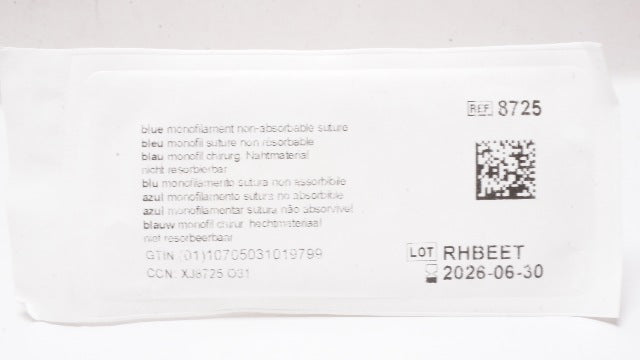 REF 8725
blue monofilament non-absorbable suture
bleu monofil suture non resorbable
blau monofil chirurg. Nahtmaterial
nicht resorbierbar
blu monofilamento sutura non assorbibile
azul monofilamento sutura no absorbible
azul monofilamentar sutura não absorvível
blauw monofil chirur. hechtmateriaal
niet resorbeerbaar
GTIN (01)10705031019799
CCN: XJ8725.O31
LOT RHBEET
2026-06-30